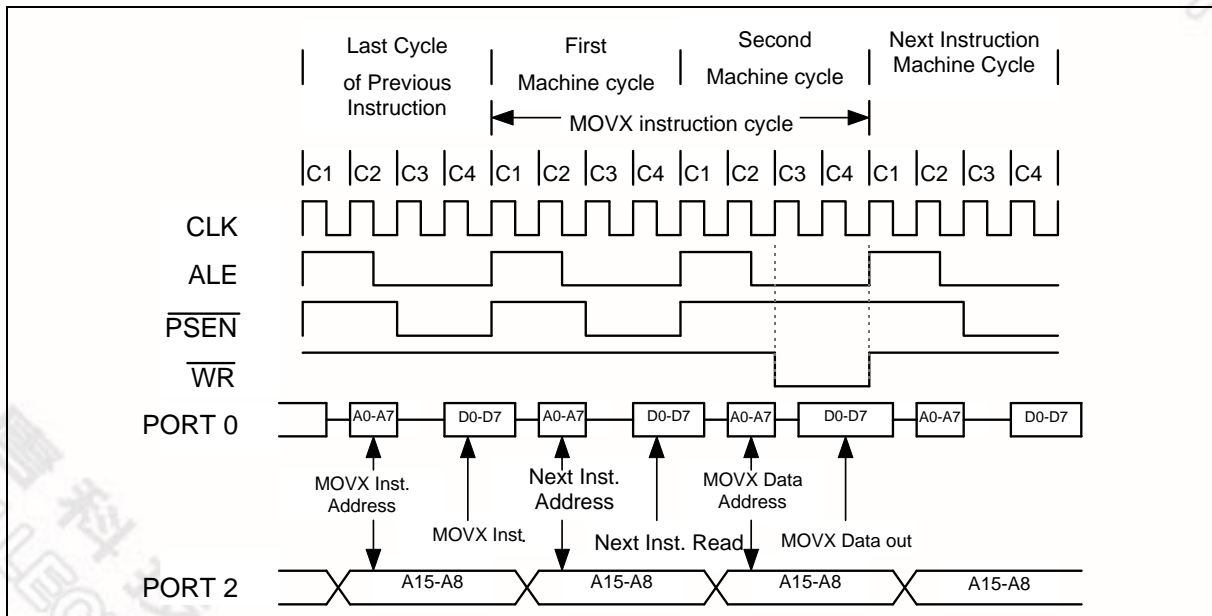 Last Cycle
of Previous
Instruction
First
Machine cycle
Second
Machine cycle
Next Instruction
Machine Cycle
MOVX instruction cycle
C1 C2 C3 C4 C1 C2 C3 C4 C1 C2 C3 C4 C1 C2 C3 C4
CLK
ALE
PSEN
WR
PORT 0
A0-A7 D0-D7 A0-A7 D0-D7 A0-A7 D0-D7 A0-A7 D0-D7
MOVX Inst.
Address
MOVX Inst.
Next Inst.
Address
Next Inst. Read
MOVX Data
Address
MOVX Data out
PORT 2
A15-A8 A15-A8 A15-A8 A15-A8